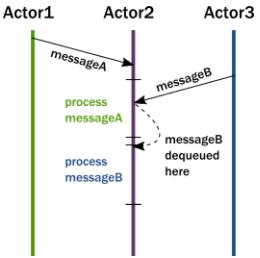 Actor1 Actor2 Actor3
messageA
messageB
process
messageA
messageB
dequeued
here
process
messageB